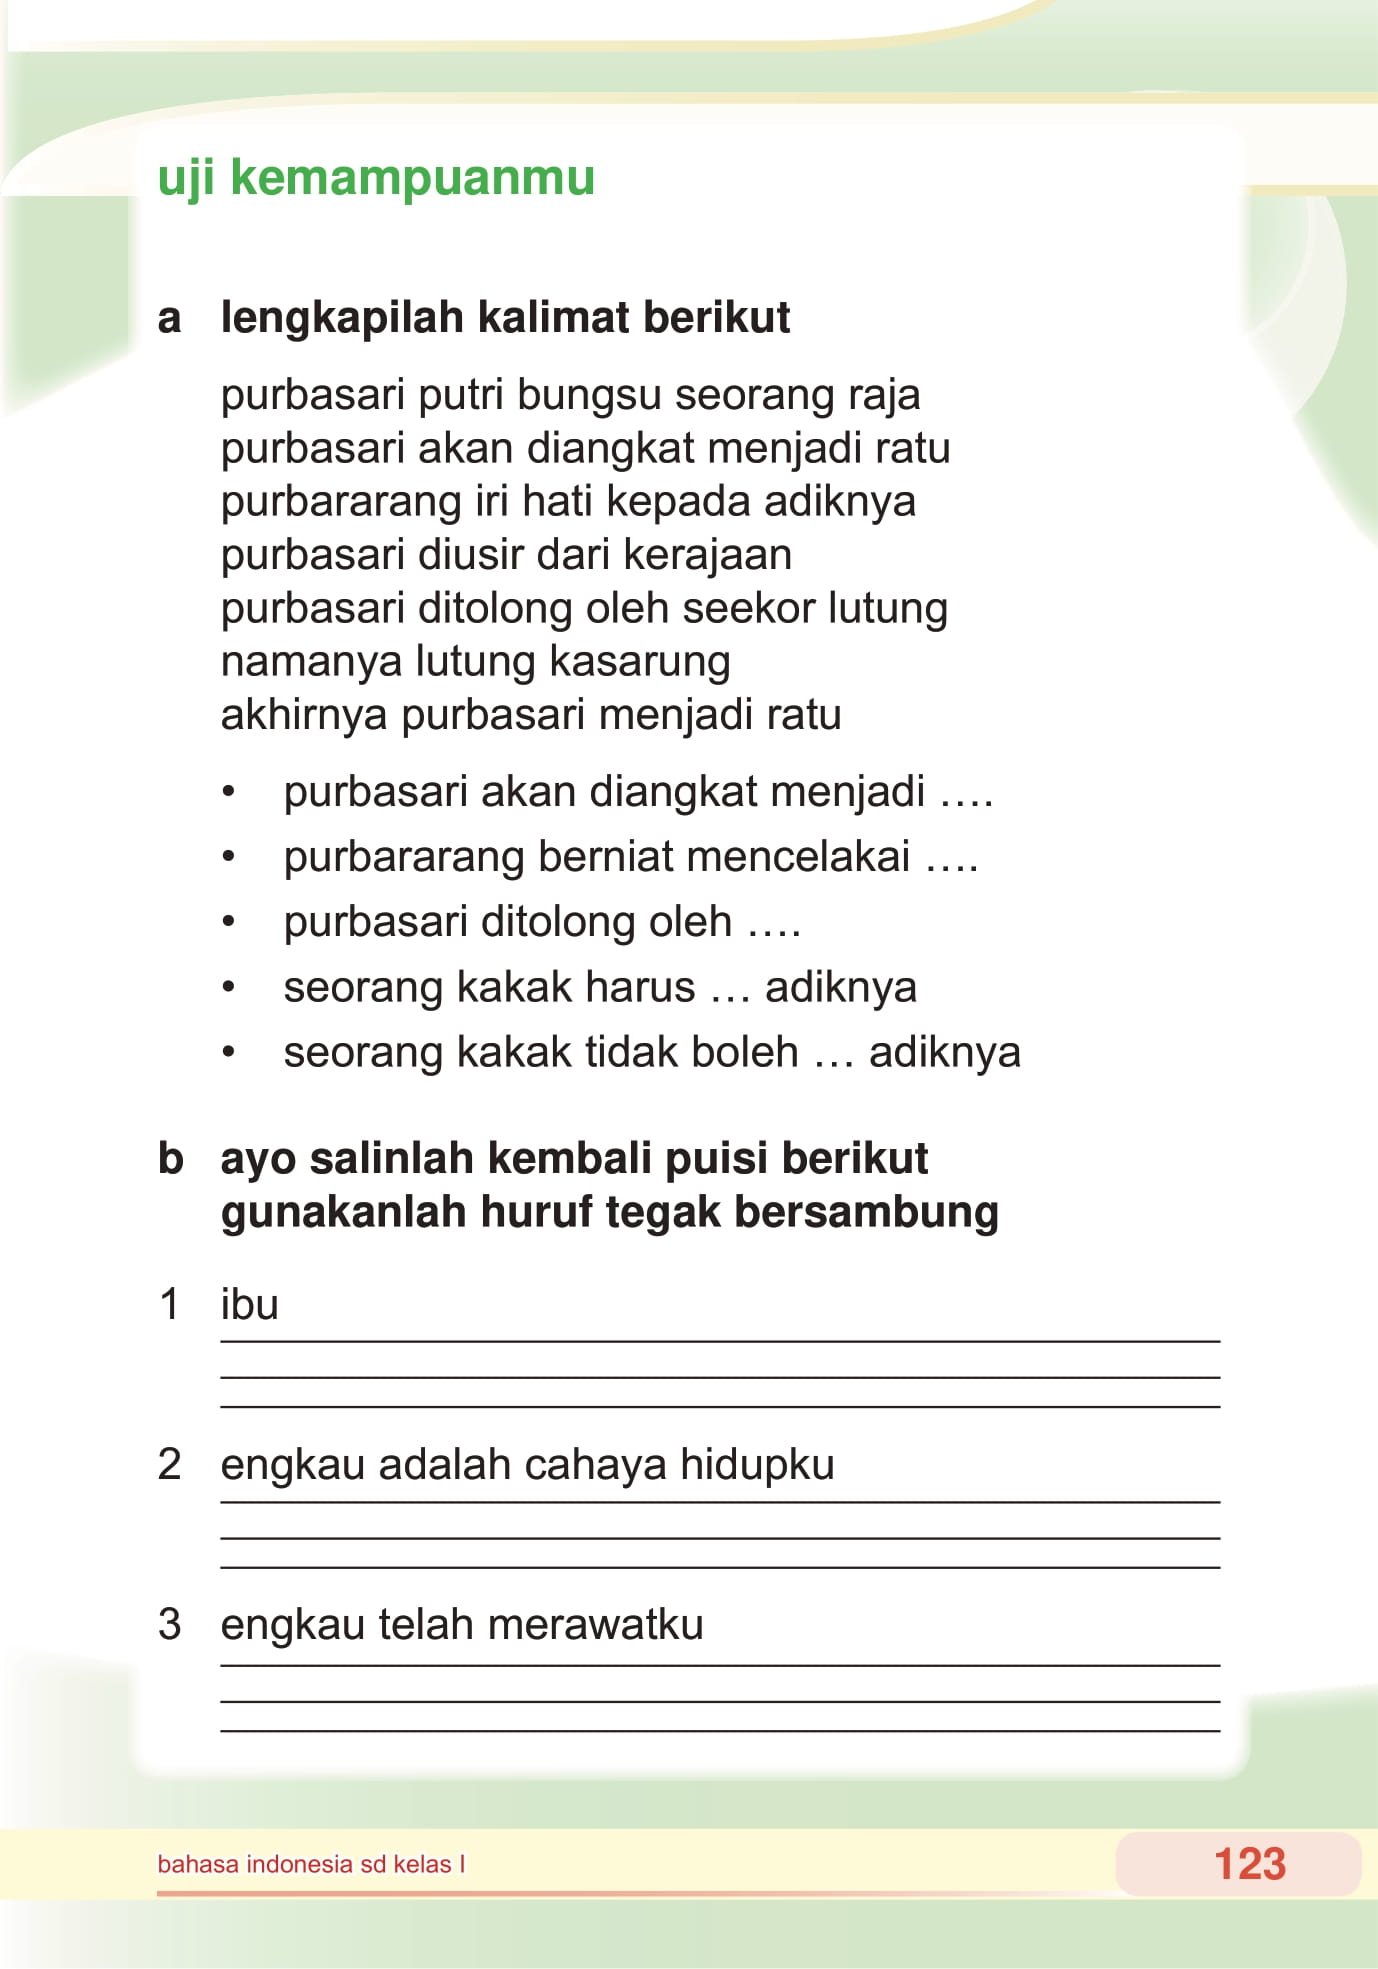 uji kemampuanmu
a lengkapilah kalimat berikut
purbasari putri bungsu seorang raja
purbasari akan diangkat menjadi ratu
purbararang iri hati kepada adiknya
purbasari diusir dari kerajaan
purbasari ditolong oleh seekor lutung
namanya lutung kasarung
akhirnya purbasari menjadi ratu
• purbasari akan diangkat menjadi ….
• purbararang berniat mencelakai ….
• purbasari ditolong oleh ….
• seorang kakak harus … adiknya
• seorang kakak tidak boleh … adiknya
b ayo salinlah kembali puisi berikut
gunakanlah huruf tegak bersambung
1 ibu
2 engkau adalah cahaya hidupku
3 engkau telah merawatku
bahasa indonesia sd kelas I
123